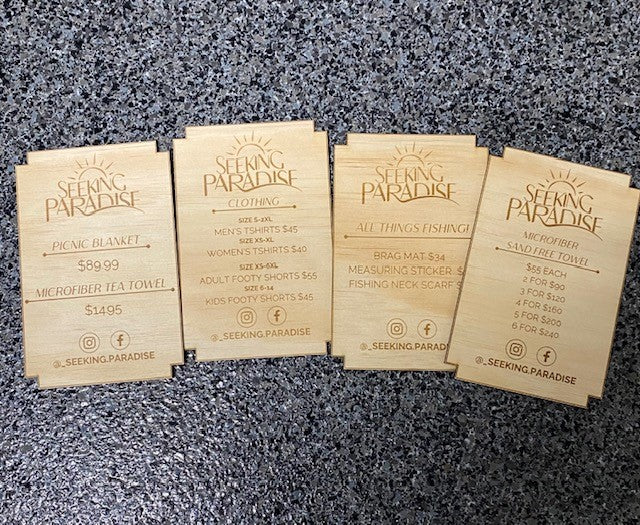 SEEKING
PARADISE
PICNIC BLANKET
$89.99
MICROFIBER TEA TOWEL
$14.95
@_SEEKING.PARADISE
SEEKING
PARADISE
CLOTHING
SIZE S-2XL
MEN'S TSHIRTS $45
SIZE XS-XL
WOMEN'S TSHIRTS $40
SIZE XS-5XL
ADULT FOOTY SHORTS $55
SIZE 6-14
KIDS FOOTY SHORTS $45
@_SEEKING.PARADISE
SEEKING
PARADISE
ALL THINGS FISHING!
BRAG MAT $34
MEASURING STICKER. $
FISHING NECK SCARF $
@_SEEKING.PARADI
SEEKING
PARADISE
MICROFIBER
SAND FREE TOWEL
$55 EACH
2 FOR $90
3 FOR $120
4 FOR $160
5 FOR $200
6 FOR $240
@_SEEKING.PARADISE